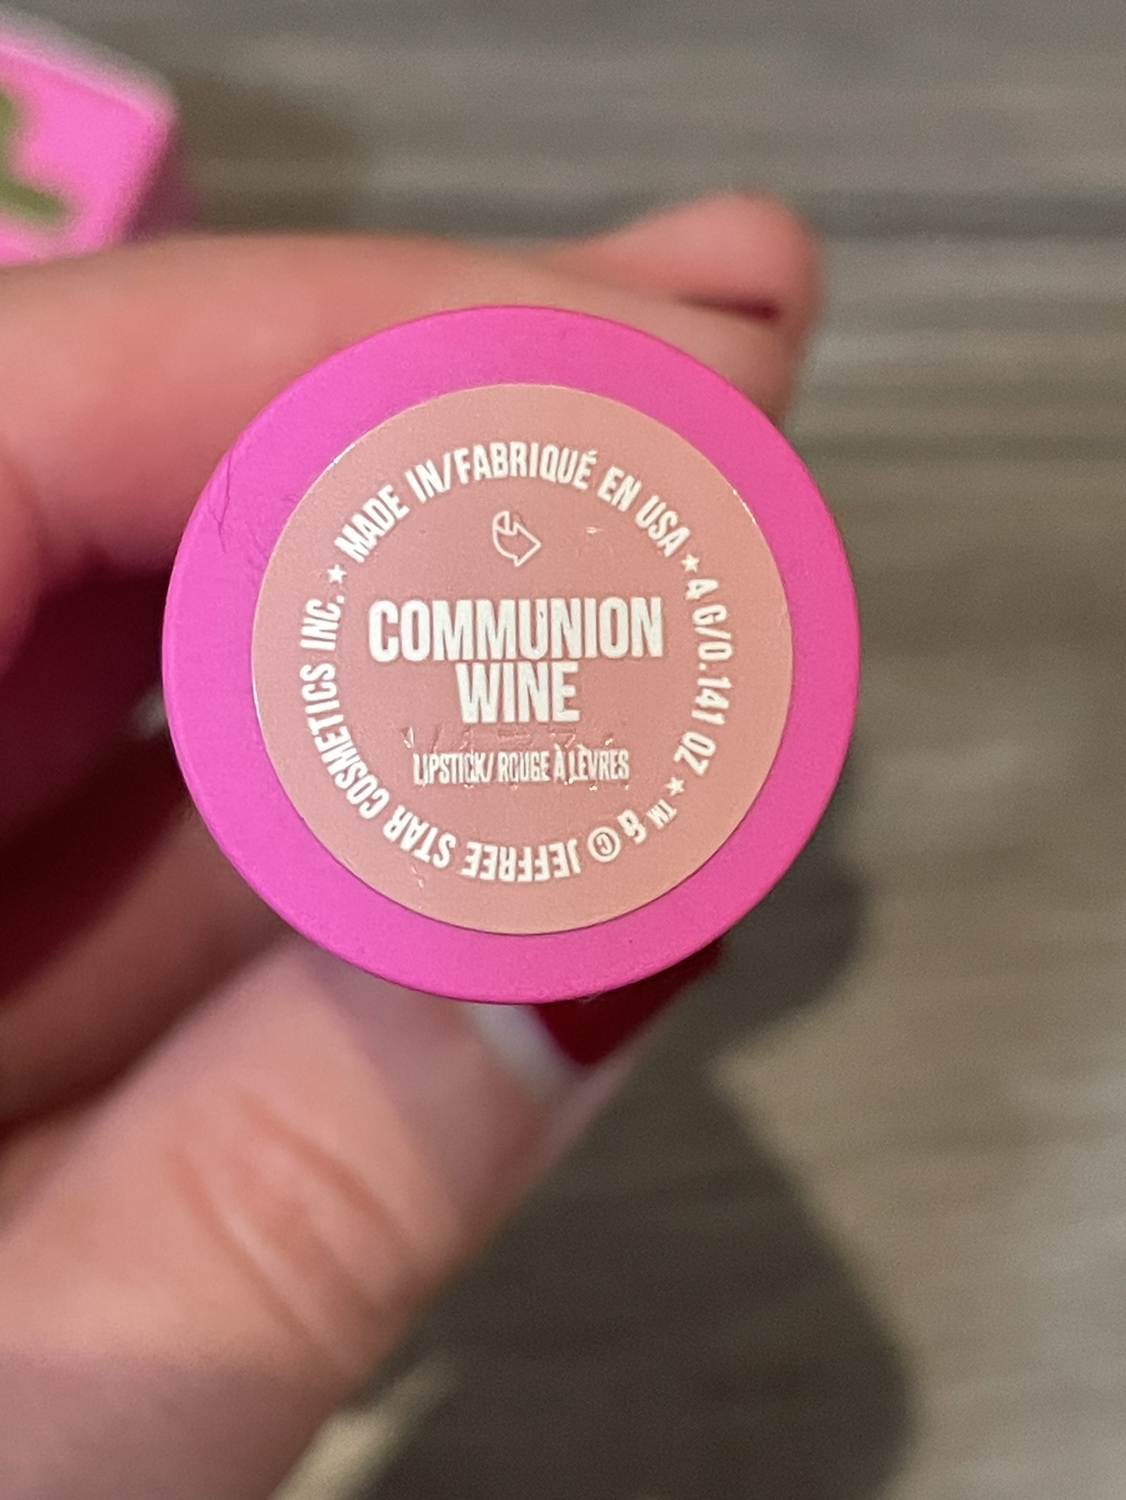 MADE IN/FABRIQUÉ EN USA ★ 4 G/0.141 OZ ★ ™ & © JEFFREE STAR COSMETICS INC. ★
COMMUNION
WINE
LIPSTICK/ROUGE À LÈVRES